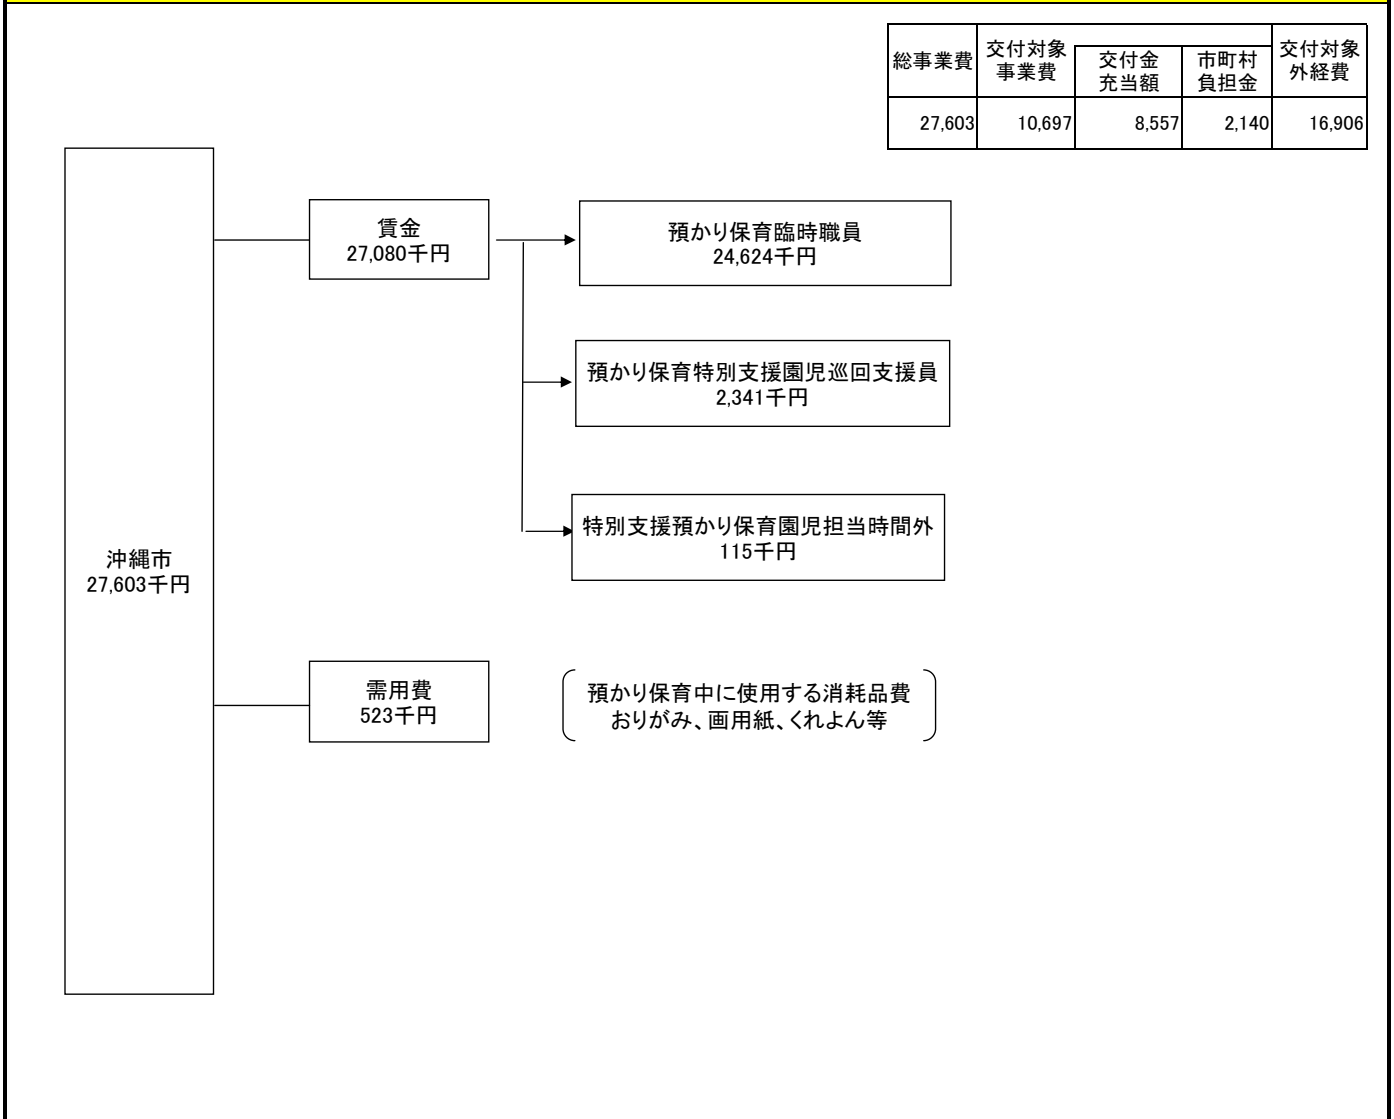 総事業費
交付対象
事業費
交付金
充当額
市町村
負担金
交付対象
外経費
27,603
10,697
8,557
2,140
16,906
沖縄市
27,603千円
賃金
27,080千円
預かり保育臨時職員
24,624千円
預かり保育特別支援園児巡回支援員
2,341千円
特別支援預かり保育園児担当時間外
115千円
需用費
523千円
預かり保育中に使用する消耗品費
おりがみ、画用紙、くれよん等